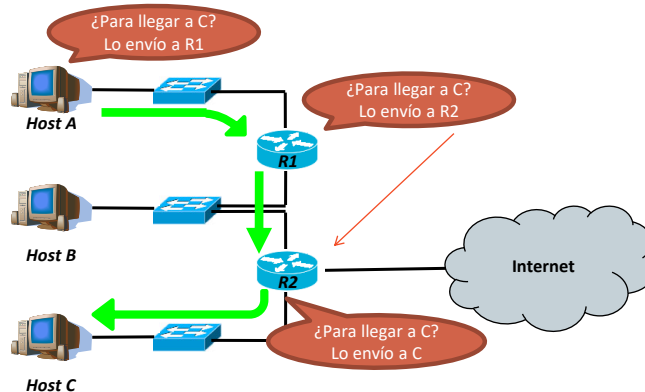 ¿Para llegar a C?
Lo envío a R1
Host A
¿Para llegar a C?
Lo envío a R2
R1
Host B
R2
Internet
¿Para llegar a C?
Lo envío a C
Host C